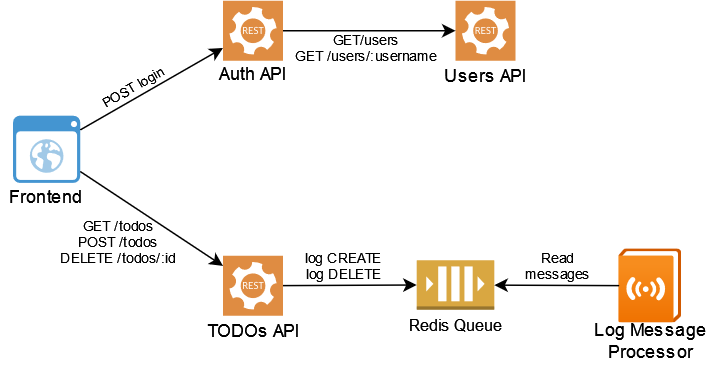 REST
REST
Auth API
GET/users
GET /users/:username
Users API
POST login
Frontend
GET /todos
POST /todos
DELETE /todos/:id
REST
TODOs API
log CREATE
log DELETE
Redis Queue
Read
messages
Log Message
Processor